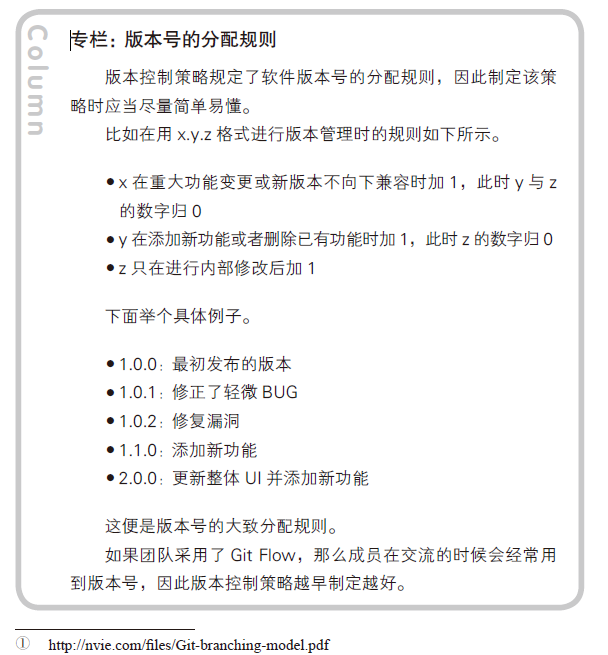 Column
专栏：版本号的分配规则
版本控制策略规定了软件版本号的分配规则，因此制定该策
略时应当尽量简单易懂。
比如在用 x.y.z 格式进行版本管理时的规则如下所示。
●x 在重大功能变更或新版本不向下兼容时加 1，此时 y 与 z
的数字归 0
●y 在添加新功能或者删除已有功能时加 1，此时 z 的数字归 0
●z 只在进行内部修改后加 1
下面举个具体例子。
●1.0.0：最初发布的版本
●1.0.1：修正了轻微 BUG
●1.0.2：修复漏洞
●1.1.0：添加新功能
●2.0.0：更新整体 UI 并添加新功能
这便是版本号的大致分配规则。
如果团队采用了 Git Flow，那么成员在交流的时候会经常用
到版本号，因此版本控制策略越早制定越好。
① http://nvie.com/files/Git-branching-model.pdf